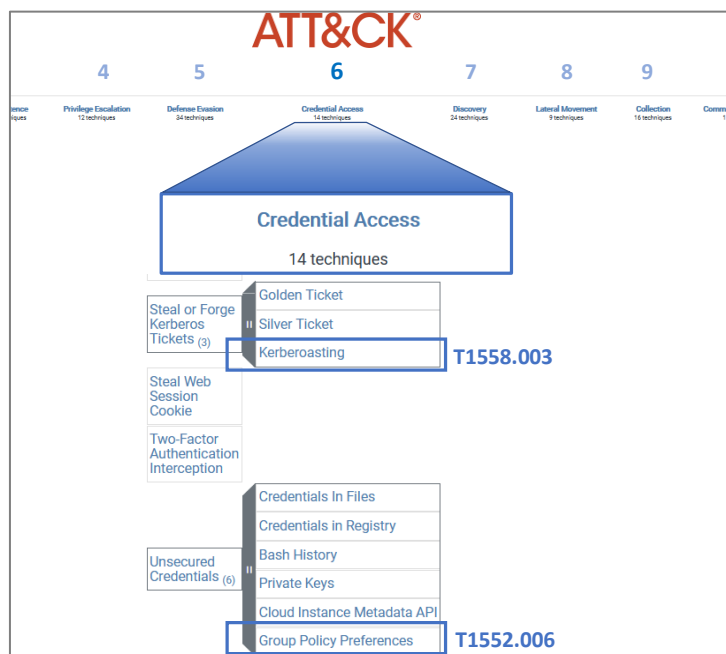 ATT&CK®
4 5 6 7 8 9
Privilege Escalation Defense Evasion Credential Access Discovery Lateral Movement Collection
12 techniques 34 techniques 14 techniques 24 techniques 9 techniques 16 techniques
Credential Access
14 techniques
Steal or Forge
Kerberos
Tickets (3)
II
Golden Ticket
Silver Ticket
Kerberoasting
T1558.003
Steal Web
Session
Cookie
Two-Factor
Authentication
Interception
Unsecured
Credentials (6)
II
Credentials In Files
Credentials in Registry
Bash History
Private Keys
Cloud Instance Metadata API
Group Policy Preferences
T1552.006